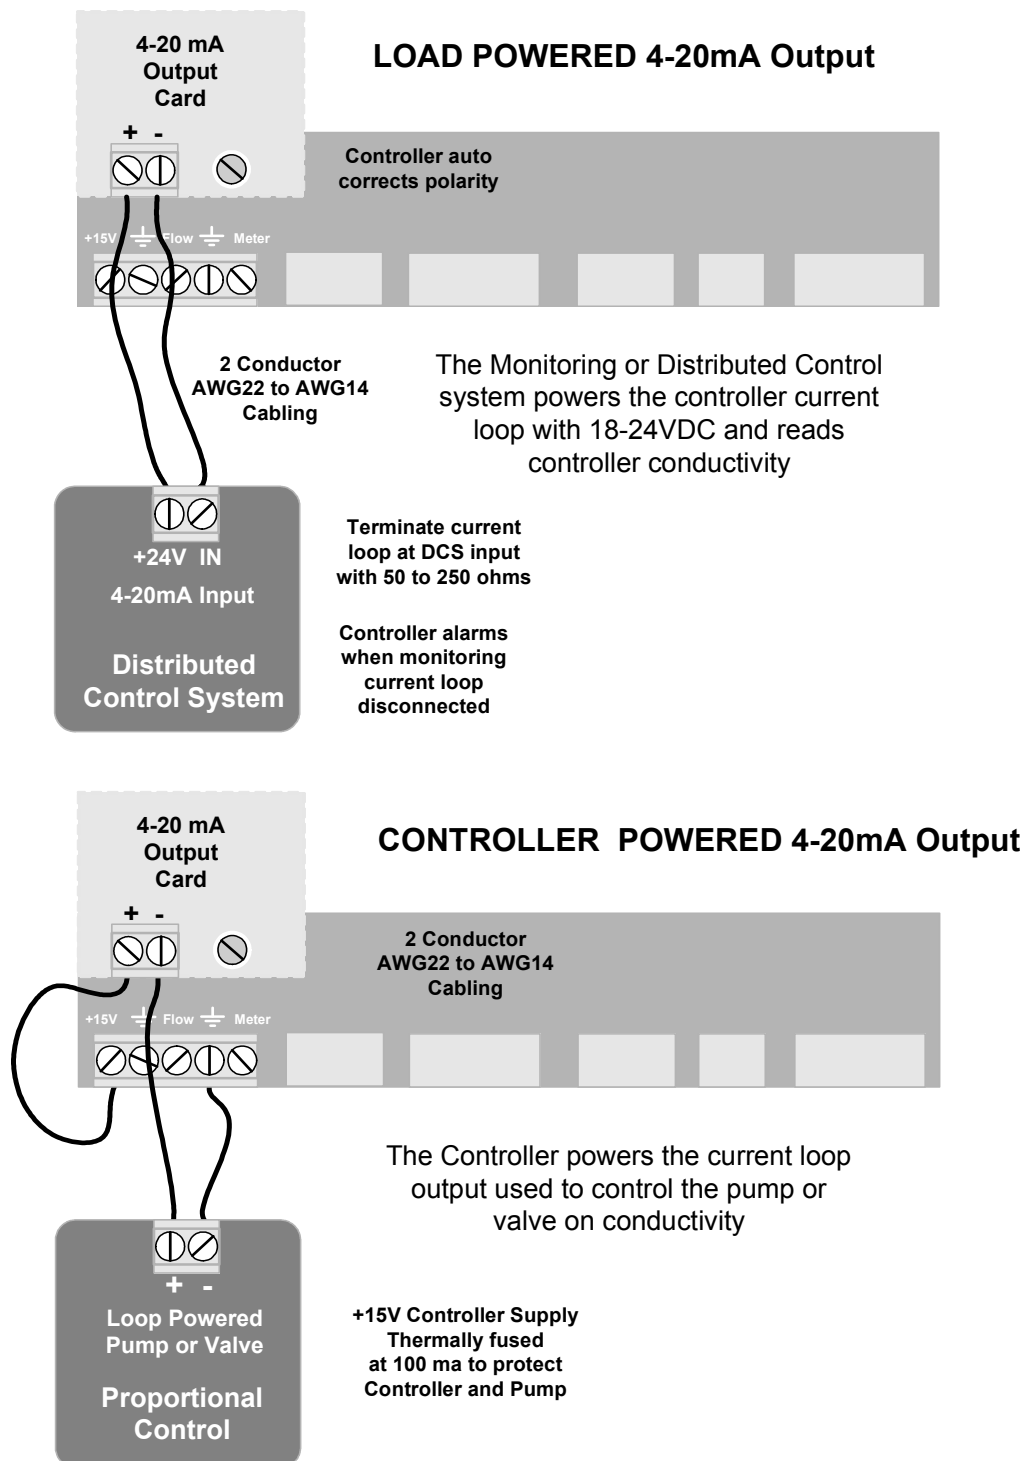 4-20 mA
Output
Card
LOAD POWERED 4-20mA Output
+ -
Controller auto
corrects polarity
+15V Flow Meter
2 Conductor
AWG22 to AWG14
Cabling
The Monitoring or Distributed Control
system powers the controller current
loop with 18-24VDC and reads
controller conductivity
+24V IN
4-20mA Input
Distributed
Control System
Terminate current
loop at DCS input
with 50 to 250 ohms
Controller alarms
when monitoring
current loop
disconnected
4-20 mA
Output
Card
CONTROLLER POWERED 4-20mA Output
+ -
2 Conductor
AWG22 to AWG14
Cabling
+15V Flow Meter
The Controller powers the current loop
output used to control the pump or
valve on conductivity
+ -
Loop Powered
Pump or Valve
Proportional
Control
+15V Controller Supply
Thermally fused
at 100 ma to protect
Controller and Pump